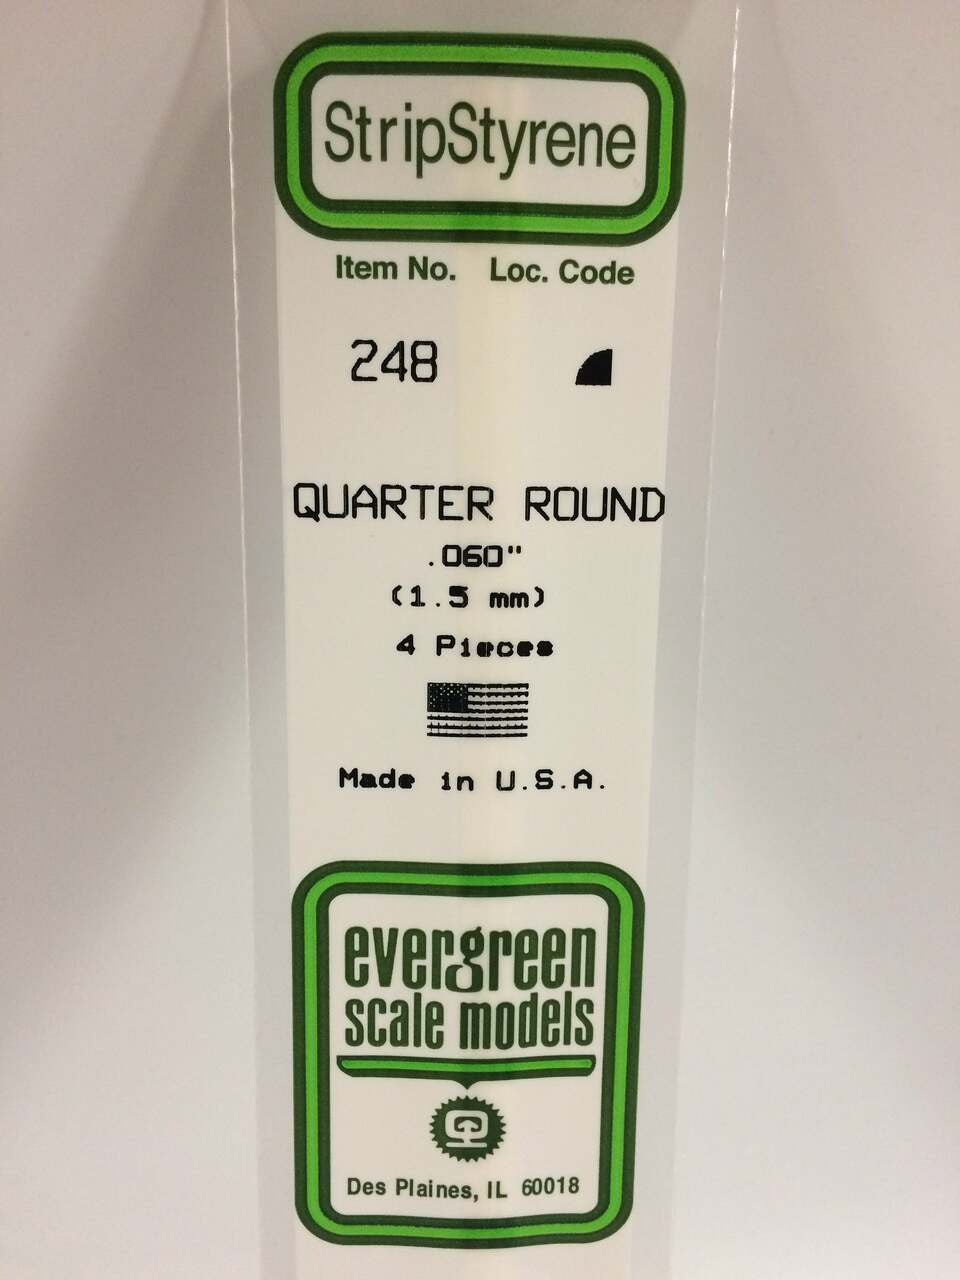 StripStyrene
Item No. Loc. Code
248
QUARTER ROUND
.060"
(1.5 mm)
4 Pieces
Made in U.S.A.
evergreen
scale models
Des Plaines, IL 60018